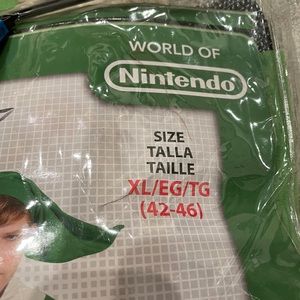 WORLD OF
Nintendo
SIZE
TALLA
TAILLE
XL/EG/TG
(42-46)